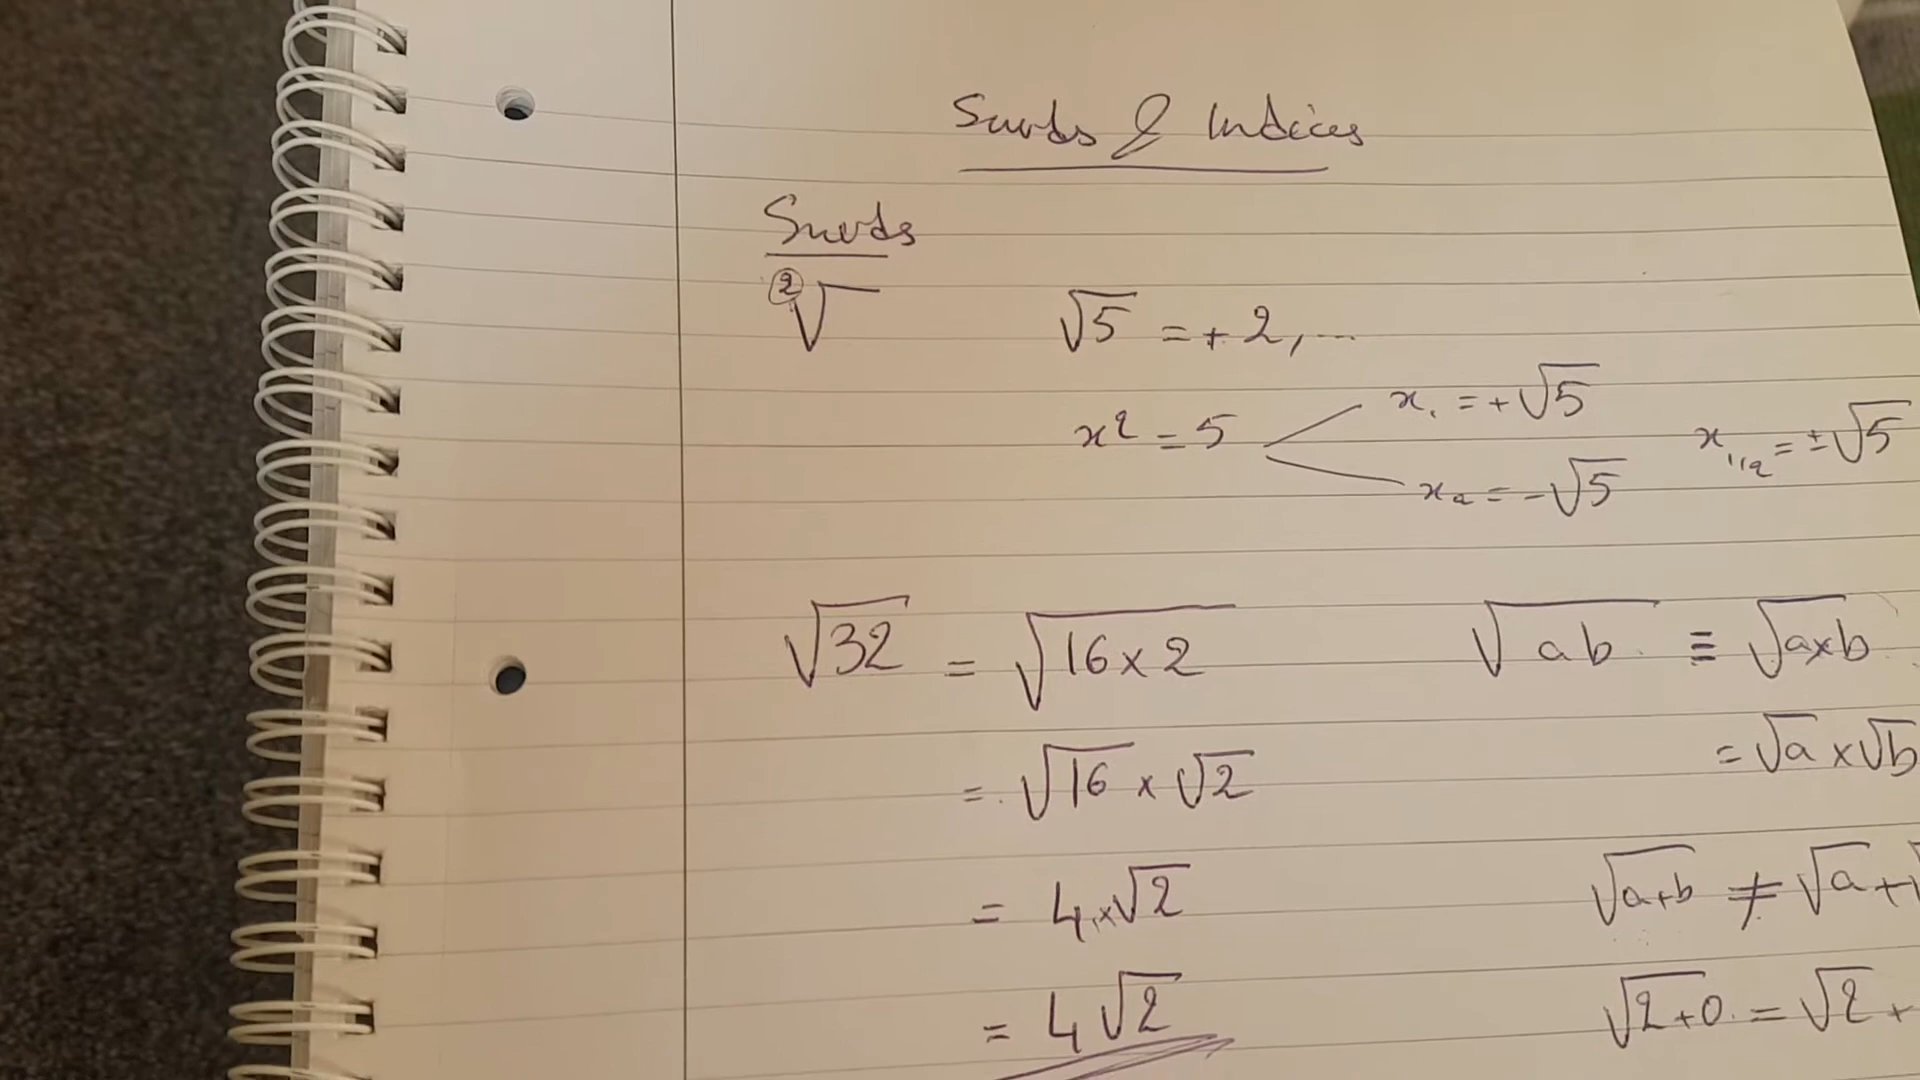 Surds & Indices
Surds
²√ √5 = + 2, ...
x² = 5 x₁ = +√5 x₁,₂ = ±√5
x₂ = -√5
√32 = √16×2 √ab ≡ √a×b
= √16 × √2 = √a × √b
= 4×√2 √a+b ≠ √a + √
= 4√2 √2+0 = √2 +